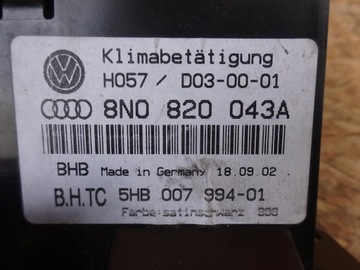 Klimabetätigung
H057 / D03-00-01
8N0 820 043A
BHB Made in Germany 18.09.02
B.H.TC 5HB 007 994-01
Farbe: satinschwarz